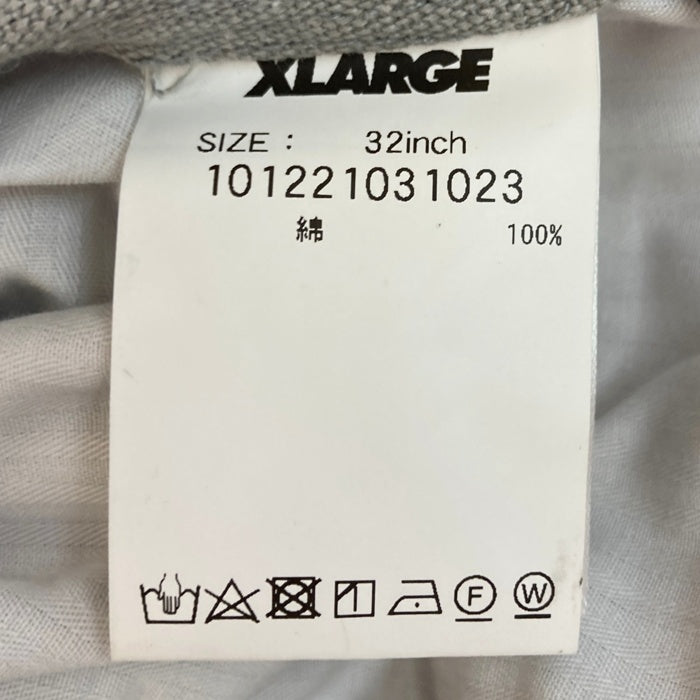 XLARGE
SIZE : 32inch
101221031023
綿 100%
F W